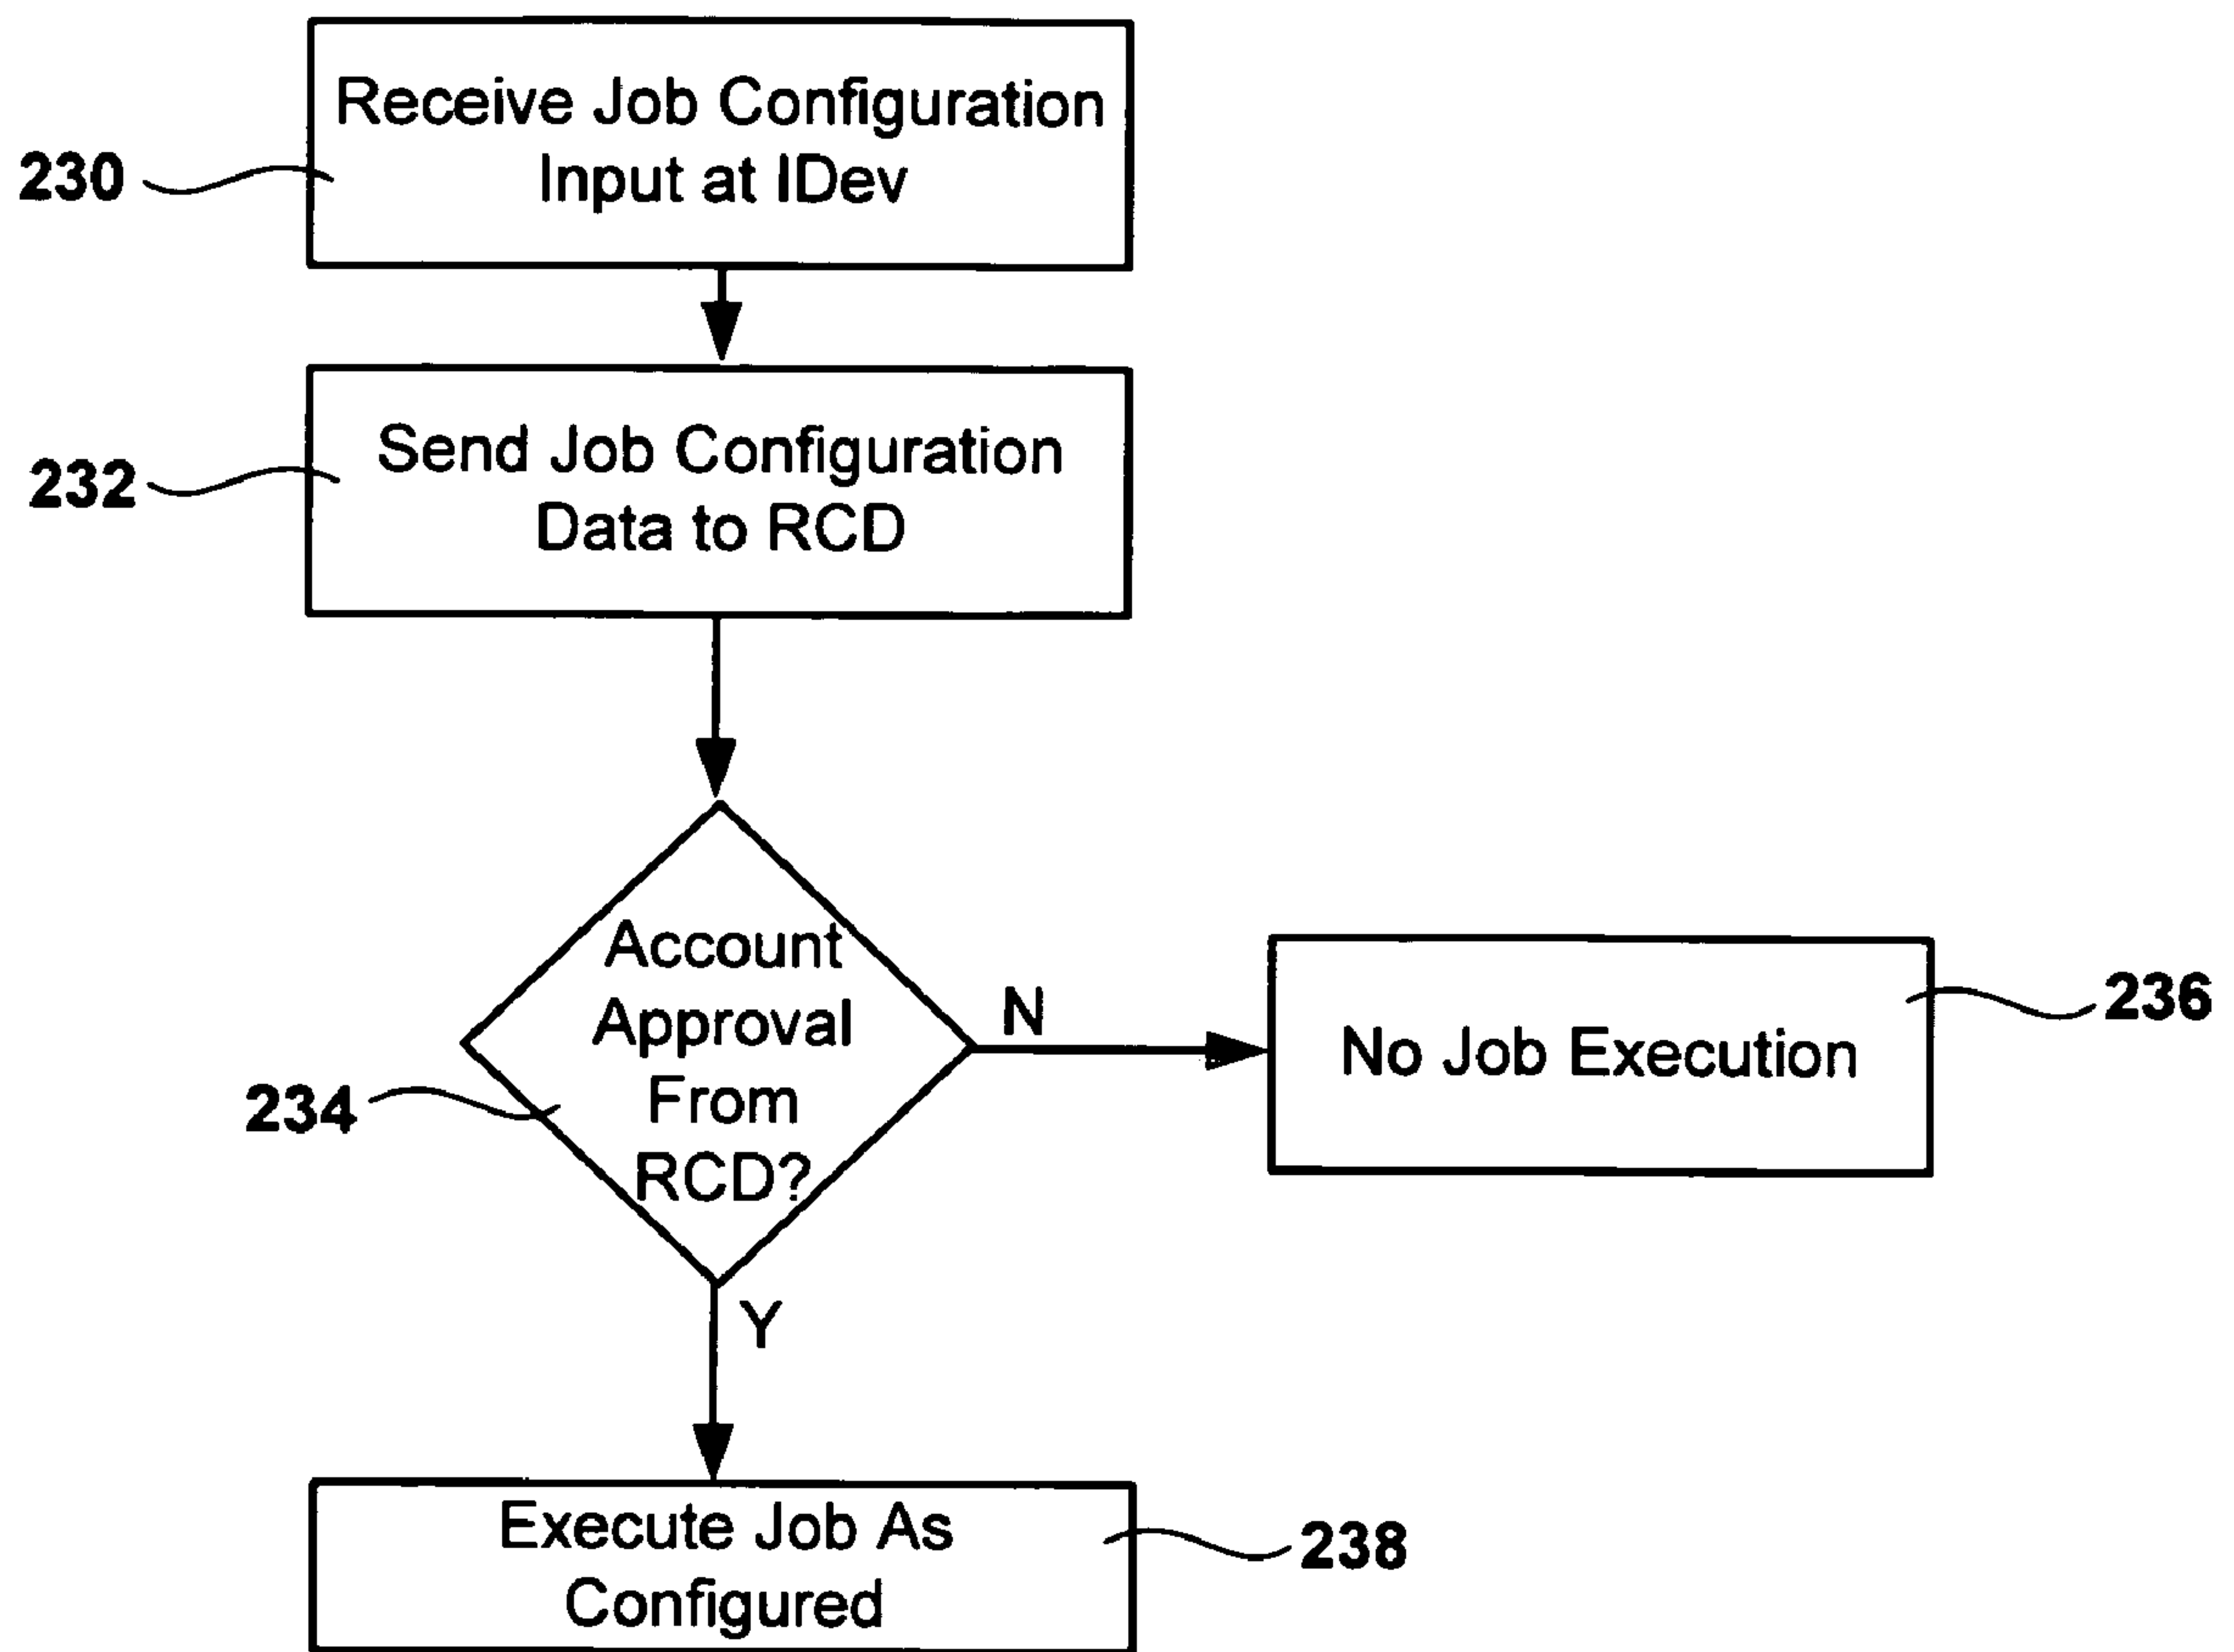 Receive Job Configuration
Input at IDev
230
Send Job Configuration
Data to RCD
232
Account
Approval
From
RCD?
234
N
No Job Execution
236
Y
Execute Job As
Configured
238